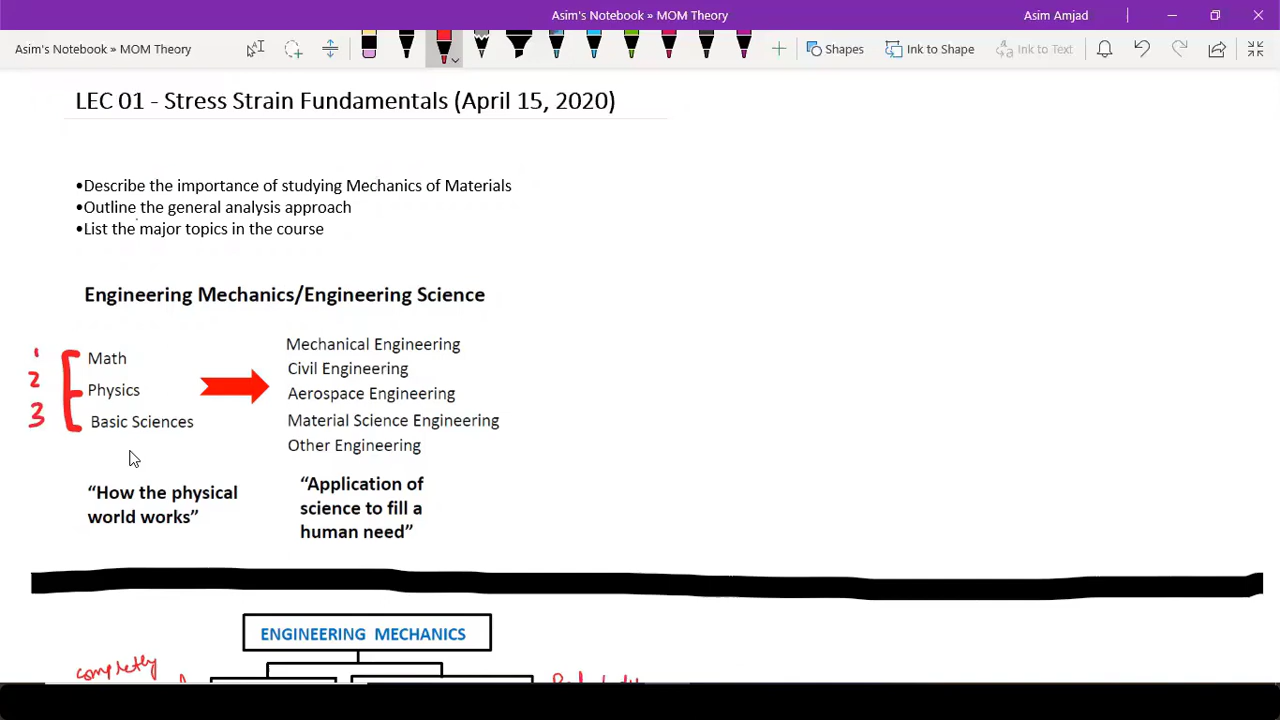 Asim's Notebook » MOM Theory
Asim Amjad
Asim's Notebook » MOM Theory
Shapes
Ink to Shape
Ink to Text
LEC 01 - Stress Strain Fundamentals (April 15, 2020)
•Describe the importance of studying Mechanics of Materials
•Outline the general analysis approach
•List the major topics in the course
Engineering Mechanics/Engineering Science
1
2
3
Math
Physics
Basic Sciences
“How the physical
world works”
Mechanical Engineering
Civil Engineering
Aerospace Engineering
Material Science Engineering
Other Engineering
“Application of
science to fill a
human need”
ENGINEERING MECHANICS
completly